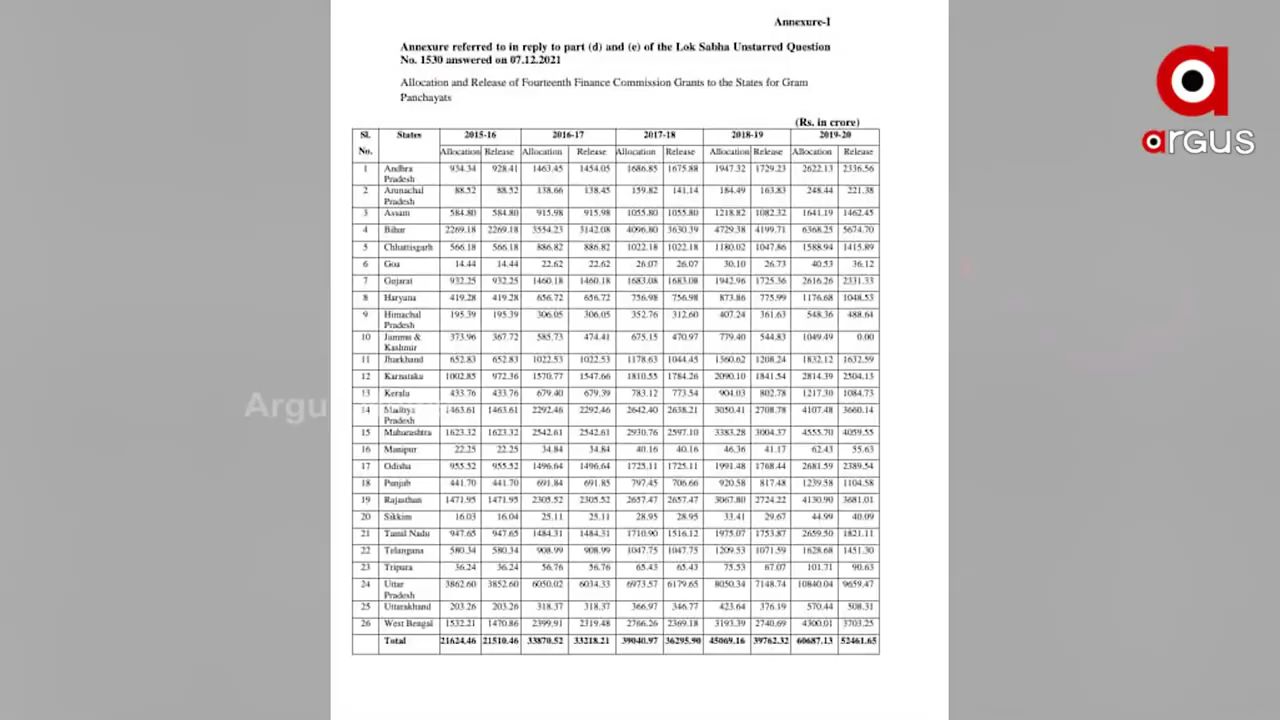 Annexure-I
Annexure referred to in reply to part (d) and (e) of the Lok Sabha Unstarred Question
No. 1530 answered on 07.12.2021
Allocation and Release of Fourteenth Finance Commission Grants to the States for Gram
Panchayats
(Rs. in crore)
Sl. No. States 2015-16 2016-17 2017-18 2018-19 2019-20
Allocation Release Allocation Release Allocation Release Allocation Release Allocation Release
1 Andhra Pradesh 934.34 928.41 1463.45 1454.05 1686.85 1675.88 1947.32 1729.23 2622.13 2336.56
2 Arunachal Pradesh 88.52 88.52 138.66 138.45 159.82 141.14 184.49 163.83 248.44 221.38
3 Assam 584.80 584.80 915.98 915.98 1055.80 1055.80 1218.82 1082.32 1641.19 1462.45
4 Bihar 2269.18 2269.18 3554.23 3142.08 4096.80 3630.39 4729.38 4199.71 6368.25 5674.70
5 Chhattisgarh 566.18 566.18 886.82 886.82 1022.18 1022.18 1180.02 1047.86 1588.94 1415.89
6 Goa 14.44 14.44 22.62 22.62 26.07 26.07 30.10 26.73 40.53 36.12
7 Gujarat 932.25 932.25 1460.18 1460.18 1683.08 1683.08 1942.96 1725.36 2616.26 2331.33
8 Haryana 419.28 419.28 656.72 656.72 756.98 756.98 873.86 775.99 1176.68 1048.53
9 Himachal Pradesh 195.39 195.39 306.05 306.05 352.76 312.60 407.24 361.63 548.36 488.64
10 Jammu & Kashmir 373.96 367.72 585.73 474.41 675.15 470.97 779.40 544.83 1049.49 0.00
11 Jharkhand 652.83 652.83 1022.53 1022.53 1178.63 1044.45 1360.62 1208.24 1832.12 1632.59
12 Karnataka 1002.85 972.36 1570.77 1547.66 1810.55 1784.26 2090.10 1841.54 2814.39 2504.13
13 Kerala 433.76 433.76 679.40 679.39 783.12 773.54 904.03 802.78 1217.30 1084.73
14 Madhya Pradesh 1463.61 1463.61 2292.46 2292.46 2642.40 2638.21 3050.41 2708.78 4107.48 3660.14
15 Maharashtra 1623.32 1623.32 2542.61 2542.61 2930.76 2597.10 3383.28 3004.37 4555.70 4059.55
16 Manipur 22.25 22.25 34.84 34.84 40.16 40.16 46.36 41.17 62.43 55.63
17 Odisha 955.52 955.52 1496.64 1496.64 1725.11 1725.11 1991.48 1768.44 2681.59 2389.54
18 Punjab 441.70 441.70 691.84 691.85 797.45 706.66 920.58 817.48 1239.58 1104.58
19 Rajasthan 1471.95 1471.95 2305.52 2305.52 2657.47 2657.47 3067.80 2724.22 4130.90 3681.01
20 Sikkim 16.03 16.04 25.11 25.11 28.95 28.95 33.41 29.67 44.99 40.09
21 Tamil Nadu 947.65 947.65 1484.31 1484.31 1710.90 1516.12 1975.07 1753.87 2659.50 1821.11
22 Telangana 580.34 580.34 908.99 908.99 1047.75 1047.75 1209.53 1071.59 1628.68 1451.30
23 Tripura 36.24 36.24 56.76 56.76 65.43 65.43 75.53 67.07 101.71 90.63
24 Uttar Pradesh 3862.60 3852.60 6050.02 6034.33 6973.57 6179.65 8050.34 7148.74 10840.04 9659.47
25 Uttarakhand 203.26 203.26 318.37 318.37 366.97 346.77 423.64 376.19 570.44 508.31
26 West Bengal 1532.21 1470.86 2399.91 2319.48 2766.26 2369.18 3193.39 2740.69 4300.01 3703.25
Total 21624.46 21510.46 33870.52 33218.21 39040.97 36295.90 45069.16 39762.32 60687.13 52461.65
argus
Argu